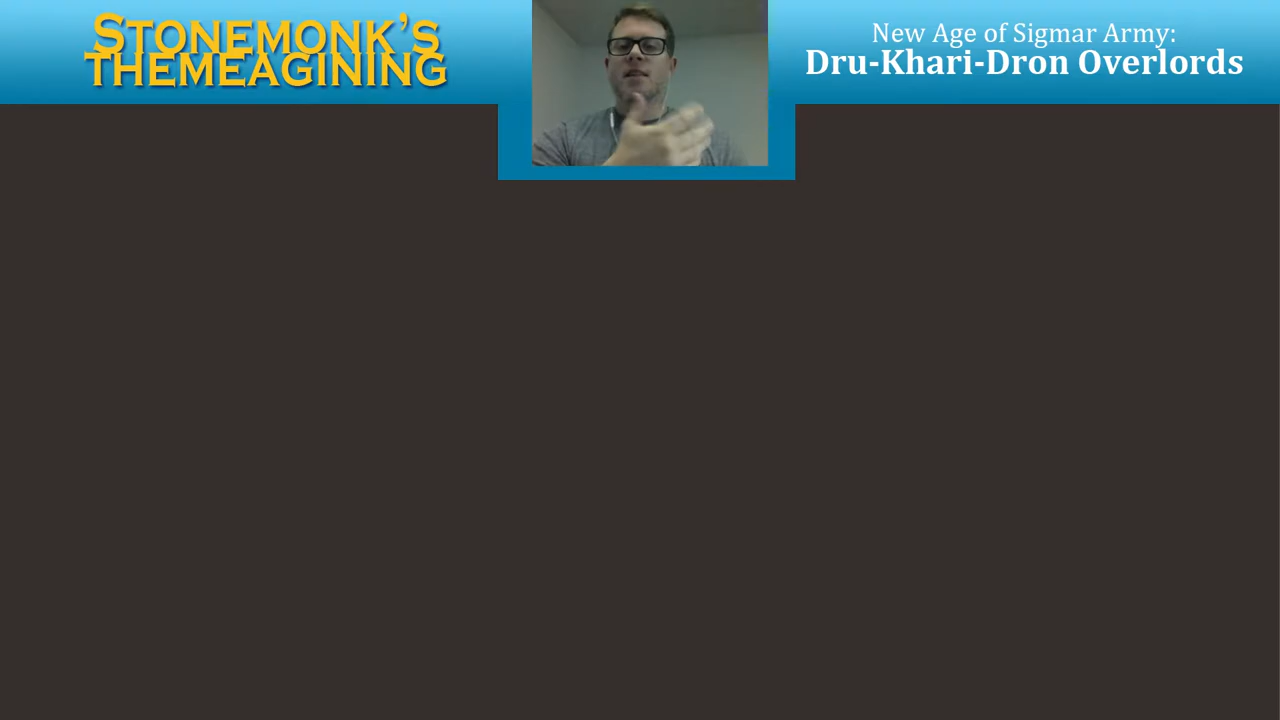 STONEMONK'S
THEMEAGINING
New Age of Sigmar Army:
Dru-Khari-Dron Overlords